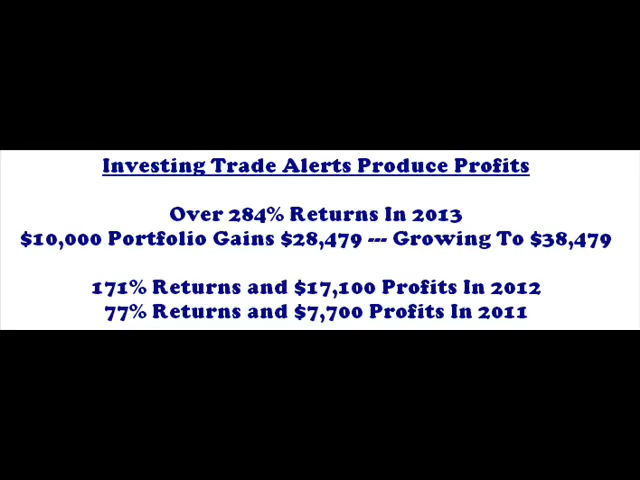 Investing Trade Alerts Produce Profits
Over 284% Returns In 2013
$10,000 Portfolio Gains $28,479 --- Growing To $38,479
171% Returns and $17,100 Profits In 2012
77% Returns and $7,700 Profits In 2011